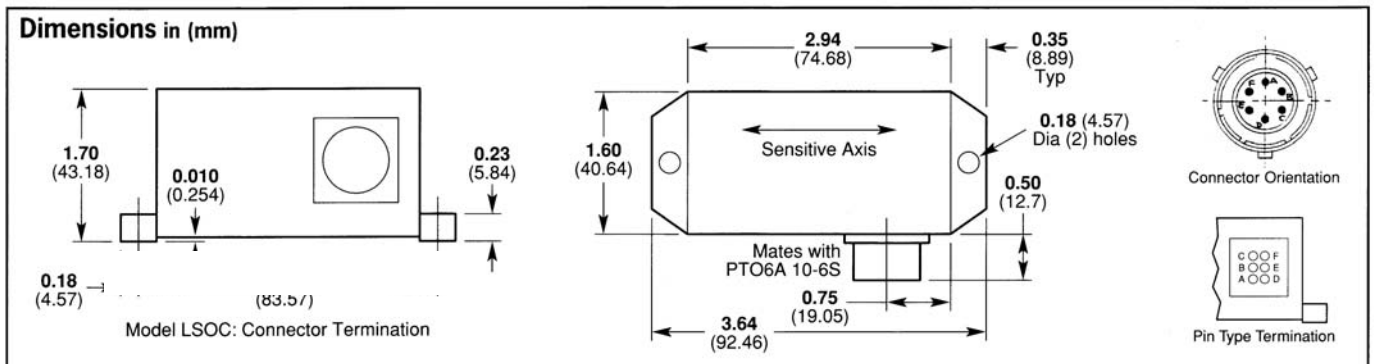 Dimensions in (mm)
1.70
(43.18)
0.010
(0.254)
0.23
(5.84)
0.18
(4.57)
(83.57)
Model LSOC: Connector Termination
2.94
(74.68)
0.35
(8.89)
Typ
1.60
(40.64)
Sensitive Axis
0.18 (4.57)
Dia (2) holes
0.50
(12.7)
Mates with
PTO6A 10-6S
0.75
(19.05)
3.64
(92.46)
F A
B
E C
D
Connector Orientation
C F
B E
A D
Pin Type Termination